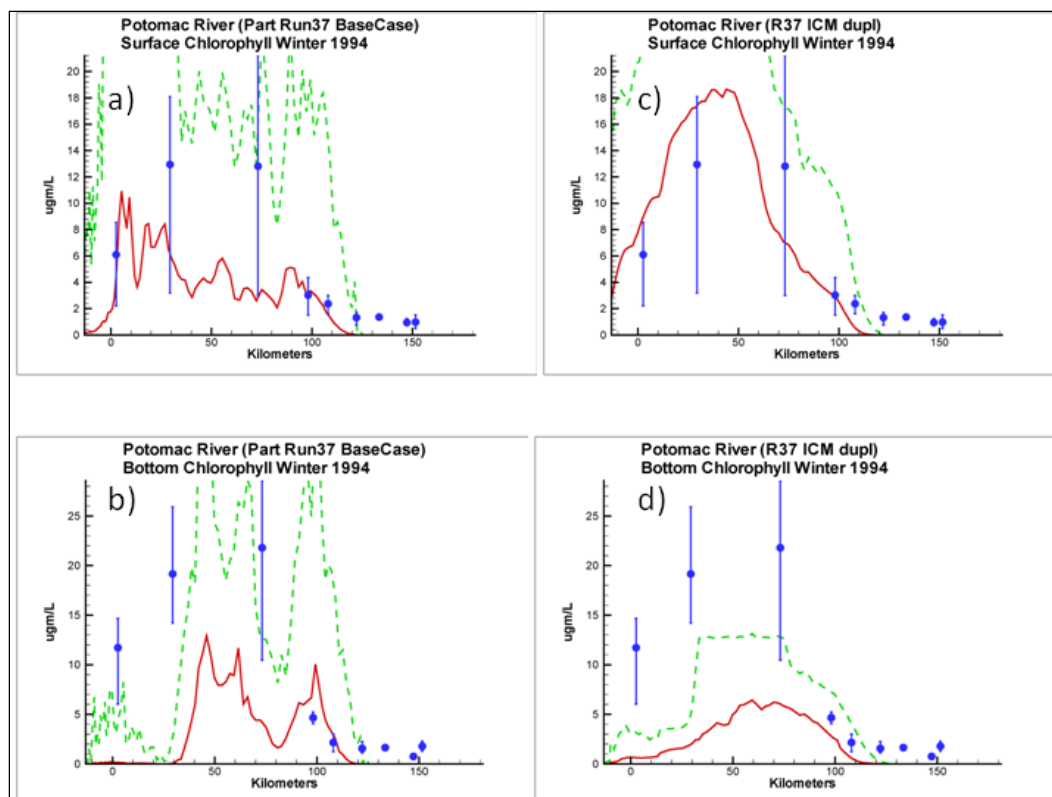 Potomac River (Part Run37 BaseCase)
Surface Chlorophyll Winter 1994
a)
ugm/L
20
18
16
14
12
10
8
6
4
2
0
0 50 100 150
Kilometers
Potomac River (R37 ICM dupl)
Surface Chlorophyll Winter 1994
c)
ugm/L
20
18
16
14
12
10
8
6
4
2
0
0 50 100 150
Kilometers
Potomac River (Part Run37 BaseCase)
Bottom Chlorophyll Winter 1994
b)
ugm/L
25
20
15
10
5
0
0 50 100 150
Kilometers
Potomac River (R37 ICM dupl)
Bottom Chlorophyll Winter 1994
d)
ugm/L
25
20
15
10
5
0
0 50 100 150
Kilometers